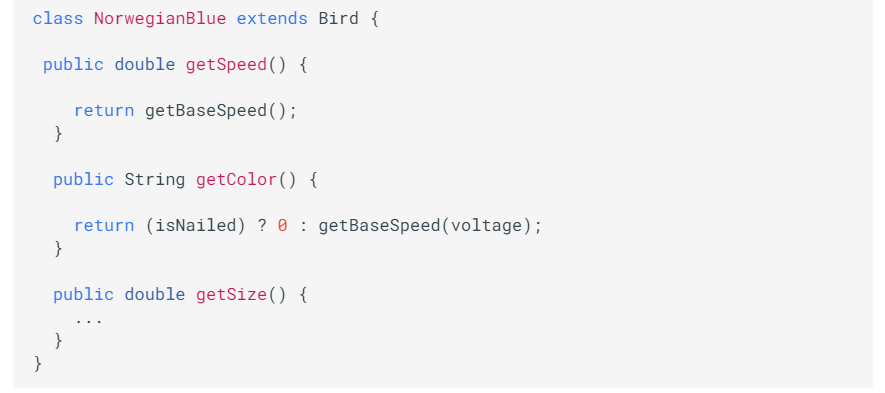 class NorwegianBlue extends Bird {
public double getSpeed() {
return getBaseSpeed();
}
public String getColor() {
return (isNailed) ? 0 : getBaseSpeed(voltage);
}
public double getSize() {
...
}
}